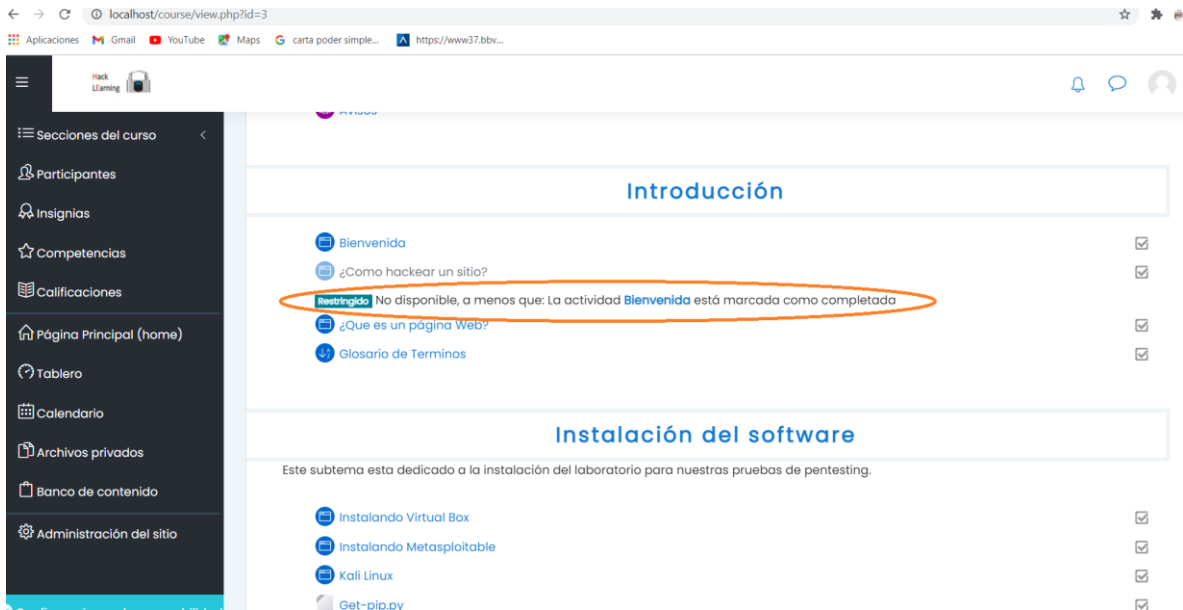 localhost/course/view.php?id=3
Aplicaciones Gmail YouTube Maps carta poder simple... https://www37.bbv...
Hack
LEarning
Avisos
Secciones del curso
Participantes
Insignias
Competencias
Calificaciones
Página Principal (home)
Tablero
Calendario
Archivos privados
Banco de contenido
Administración del sitio
Introducción
Bienvenida
¿Como hackear un sitio?
Restringido No disponible, a menos que: La actividad Bienvenida está marcada como completada
¿Que es un página Web?
Glosario de Terminos
Instalación del software
Este subtema esta dedicado a la instalación del laboratorio para nuestras pruebas de pentesting.
Instalando Virtual Box
Instalando Metasploitable
Kali Linux
Get-pip.py